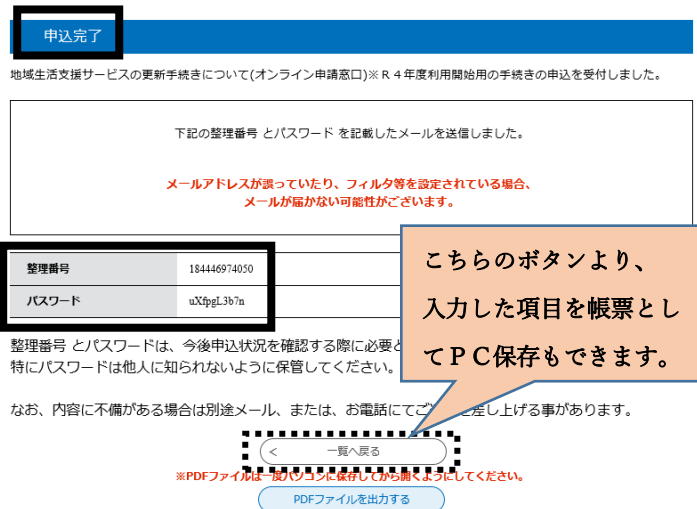 申込完了
地域生活支援サービスの更新手続きについて(オンライン申請窓口)※Ｒ４年度利用開始用の手続きの申込を受付しました。
下記の整理番号 とパスワード を記載したメールを送信しました。
メールアドレスが誤っていたり、フィルタ等を設定されている場合、
メールが届かない可能性がございます。
整理番号 184446974050
パスワード uXfpgL3b7n
こちらのボタンより、
入力した項目を帳票とし
てＰＣ保存もできます。
整理番号 とパスワードは、今後申込状況を確認する際に必要と
特にパスワードは他人に知られないように保管してください。
なお、内容に不備がある場合は別途メール、または、お電話にてご を差し上げる事があります。
< 一覧へ戻る
※PDFファイルは一度パソコンに保存してから開くようにしてください。
PDFファイルを出力する